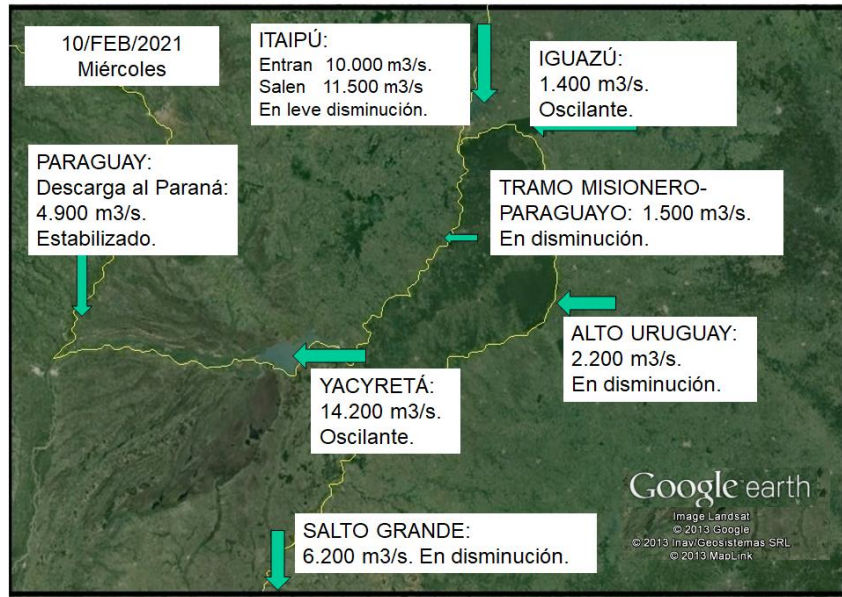 10/FEB/2021
Miércoles
ITAIPÚ:
Entran 10.000 m3/s.
Salen 11.500 m3/s
En leve disminución.
IGUAZÚ:
1.400 m3/s.
Oscilante.
PARAGUAY:
Descarga al Paraná:
4.900 m3/s.
Estabilizado.
TRAMO MISIONERO-
PARAGUAYO: 1.500 m3/s.
En disminución.
ALTO URUGUAY:
2.200 m3/s.
En disminución.
YACYRETÁ:
14.200 m3/s.
Oscilante.
SALTO GRANDE:
6.200 m3/s. En disminución.
Google earth
Image Landsat
© 2013 Google
© 2013 Inav/Geosistemas SRL
© 2013 MapLink